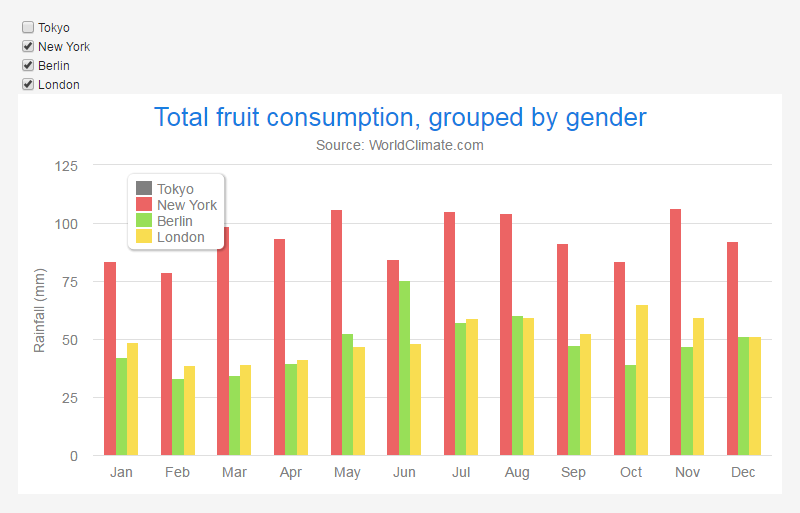 Tokyo
New York
Berlin
London
Total fruit consumption, grouped by gender
Source: WorldClimate.com
125
100
75
50
25
0
Rainfall (mm)
Tokyo
New York
Berlin
London
Jan Feb Mar Apr May Jun Jul Aug Sep Oct Nov Dec